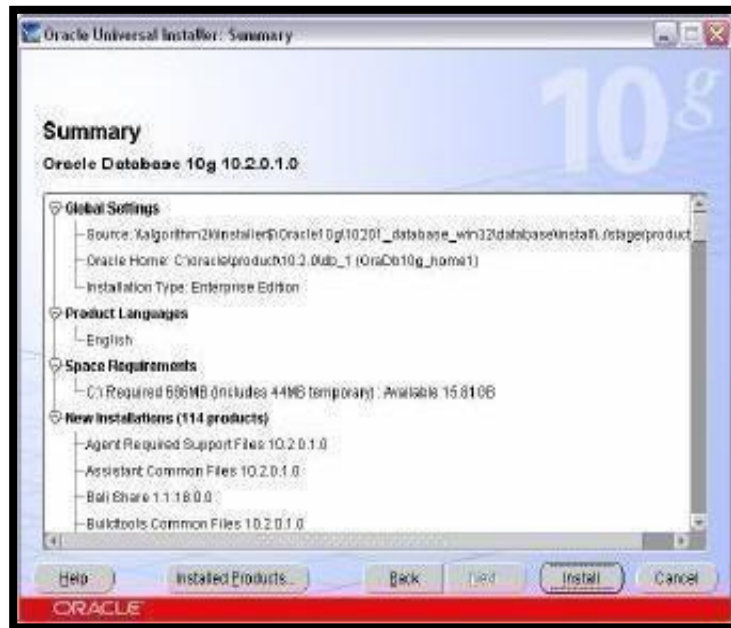 Oracle Universal Installer: Summary
10g
Summary
Oracle Database 10g 10.2.0.1.0
Global Settings
Source: \\algorithm2\installer$\Oracle10g\10201_database_win32\database\install\../stage/product
Oracle Home: C:\oracle\product\10.2.0\db_1 (OraDb10g_home1)
Installation Type: Enterprise Edition
Product Languages
English
Space Requirements
C:\ Required (includes 44MB temporary) : Available 15.81GB
New Installations (114 products)
Agent Required Support Files 10.2.0.1.0
Assistant Common Files 10.2.0.1.0
Bali Share 1.1.18.0.0
Buildtools Common Files 10.2.0.1.0
Help Installed Products... Back Next Install Cancel
ORACLE